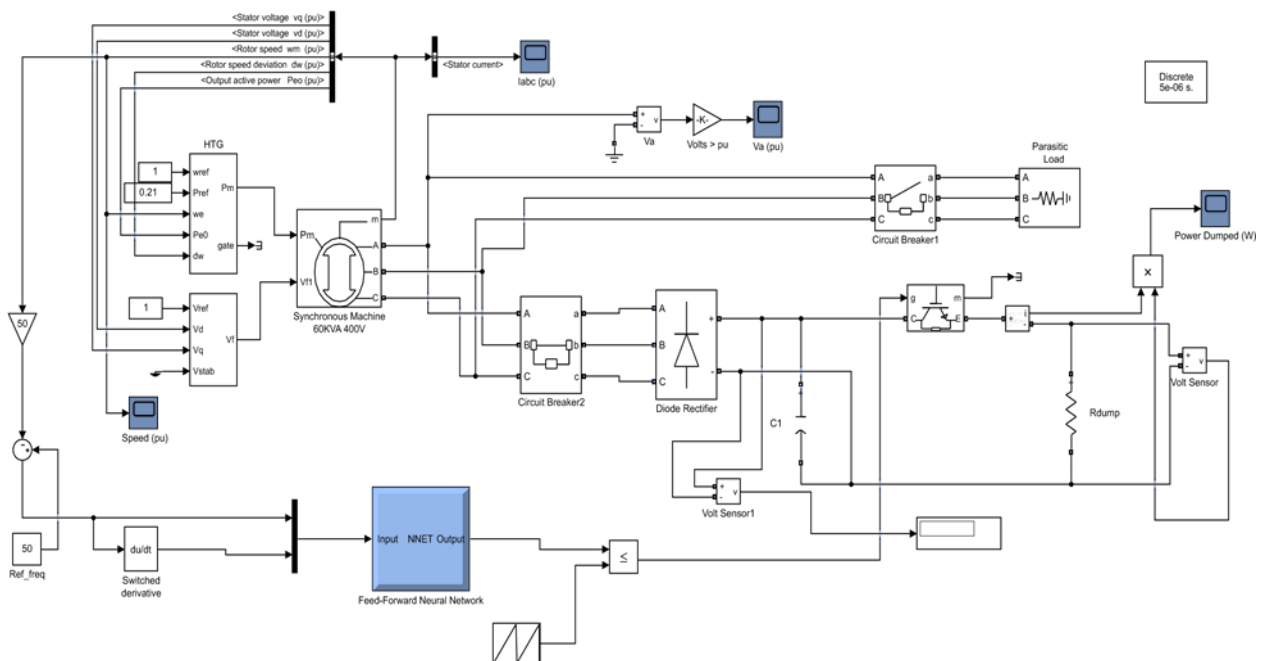 <Stator voltage vq (pu)>
<Stator voltage vd (pu)>
<Rotor speed wm (pu)>
<Rotor speed deviation dw (pu)>
<Output active power Peo (pu)>
<Stator current>
Iabc (pu)
Discrete
5e-06 s.
+
-
v
Va
-K-
Volts > pu
Va (pu)
HTG
1
wref
0.21
Pref
we
Pe0
dw
Pm
gate
Parasitic
Load
A
B
C
a
b
c
Circuit Breaker1
A
B
C
Power Dumped (W)
x
Pm
Vf1
m
A
B
C
Synchronous Machine
60KVA 400V
1
Vref
Vd
Vq
Vstab
Vf
50
A
B
C
a
b
c
Circuit Breaker2
A
B
C
+
-
Diode Rectifier
g
C
m
E
+
i
-
+
-
v
Volt Sensor
Speed (pu)
C1
+
+
Rdump
-
+
+
-
v
Volt Sensor1
50
Ref_freq
du/dt
Switched
derivative
Input
NNET Output
Feed-Forward Neural Network
≤